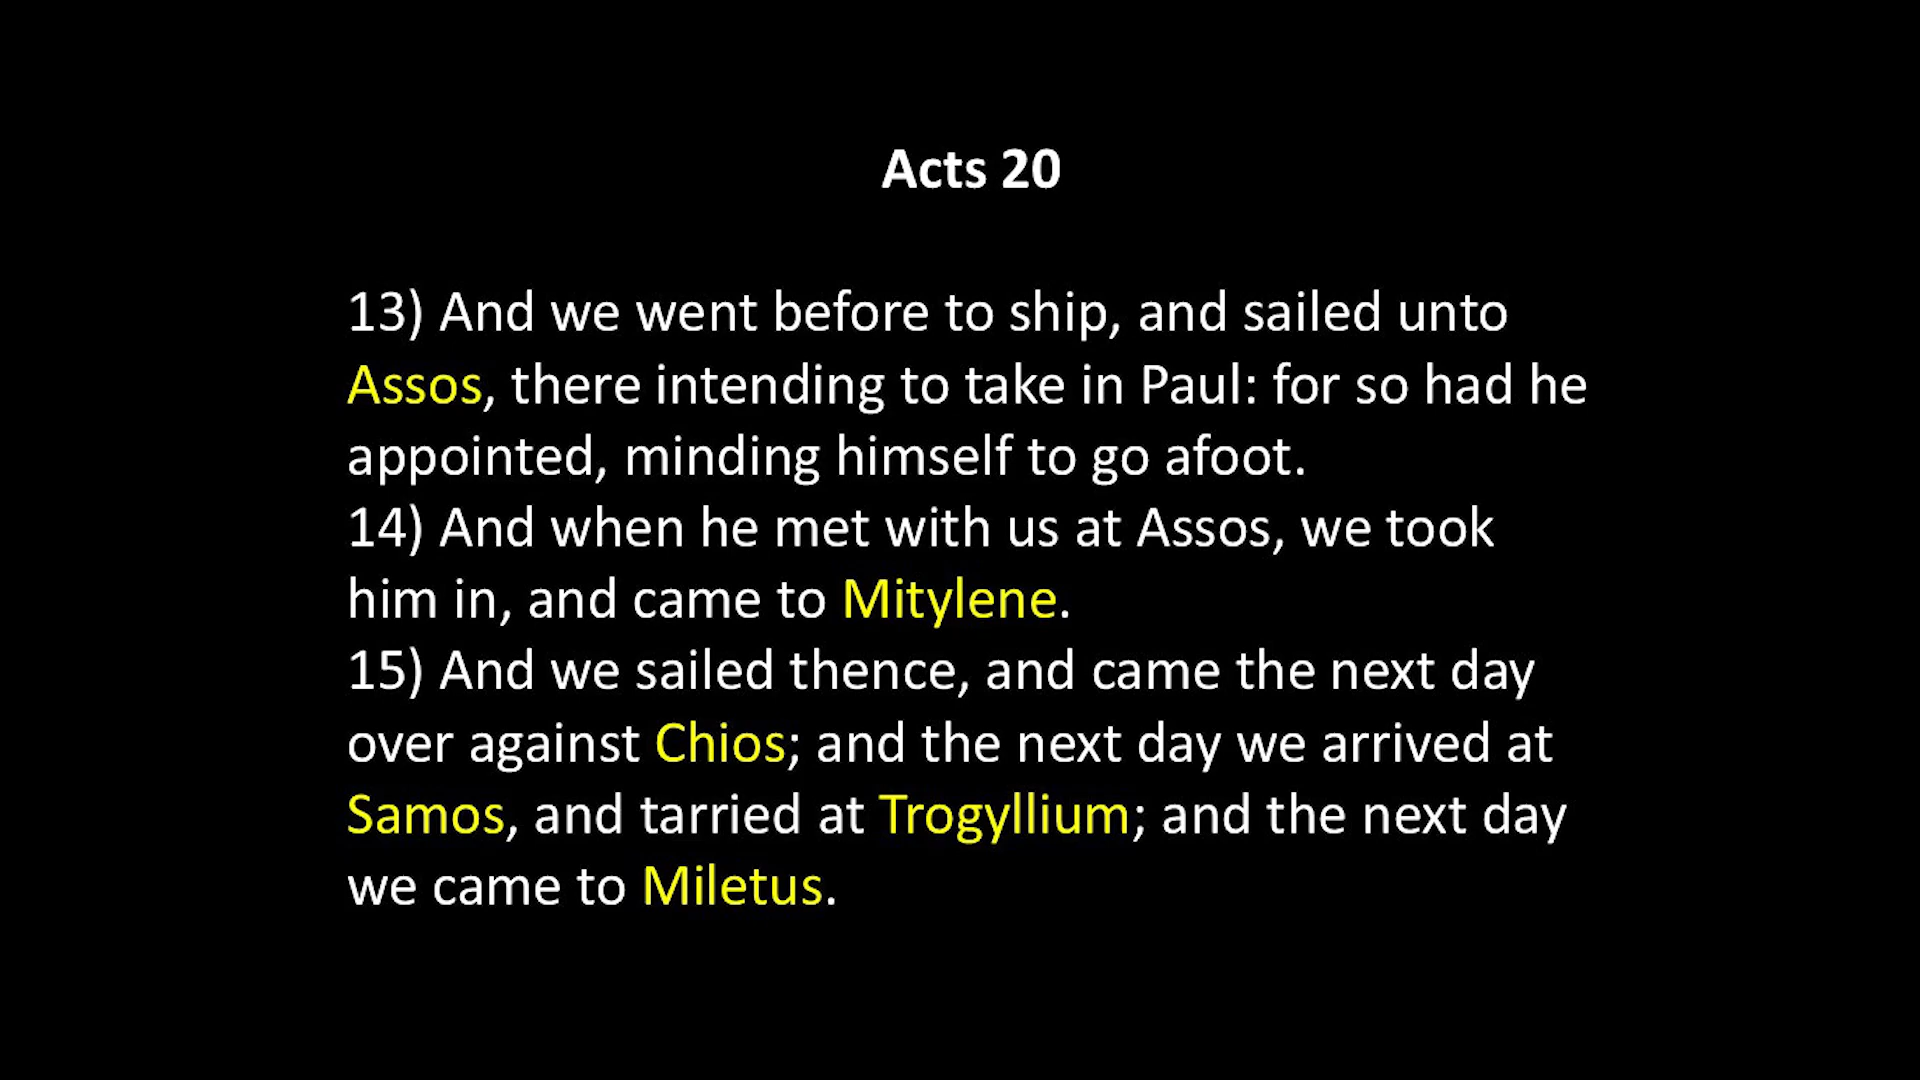 Acts 20
13) And we went before to ship, and sailed unto
Assos, there intending to take in Paul: for so had he
appointed, minding himself to go afoot.
14) And when he met with us at Assos, we took
him in, and came to Mitylene.
15) And we sailed thence, and came the next day
over against Chios; and the next day we arrived at
Samos, and tarried at Trogyllium; and the next day
we came to Miletus.